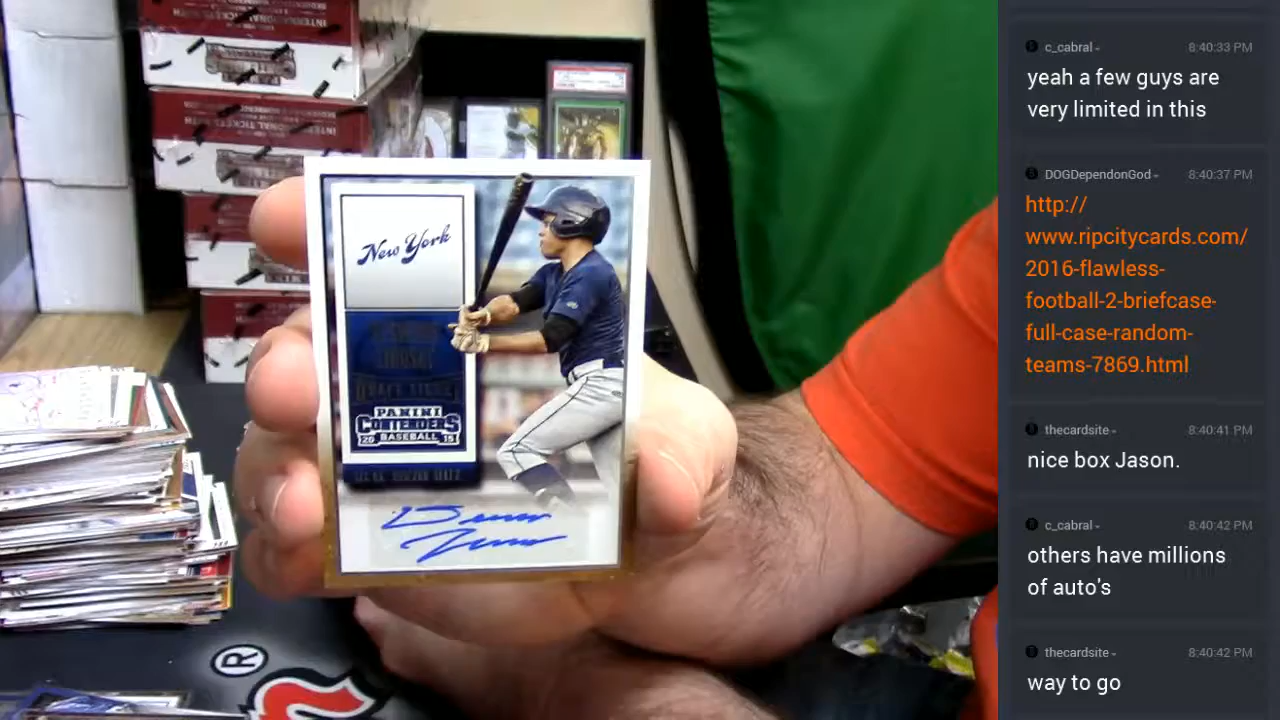 New York
PANINI
CONTENDERS
20 BASEBALL 15
®
c_cabral
8:40:33 PM
yeah a few guys are
very limited in this
DOGDependonGod
8:40:37 PM
http://
www.ripcitycards.com/
2016-flawless-
football-2-briefcase-
full-case-random-
teams-7869.html
thecardsite
8:40:41 PM
nice box Jason.
c_cabral
8:40:42 PM
others have millions
of auto's
thecardsite
8:40:42 PM
way to go